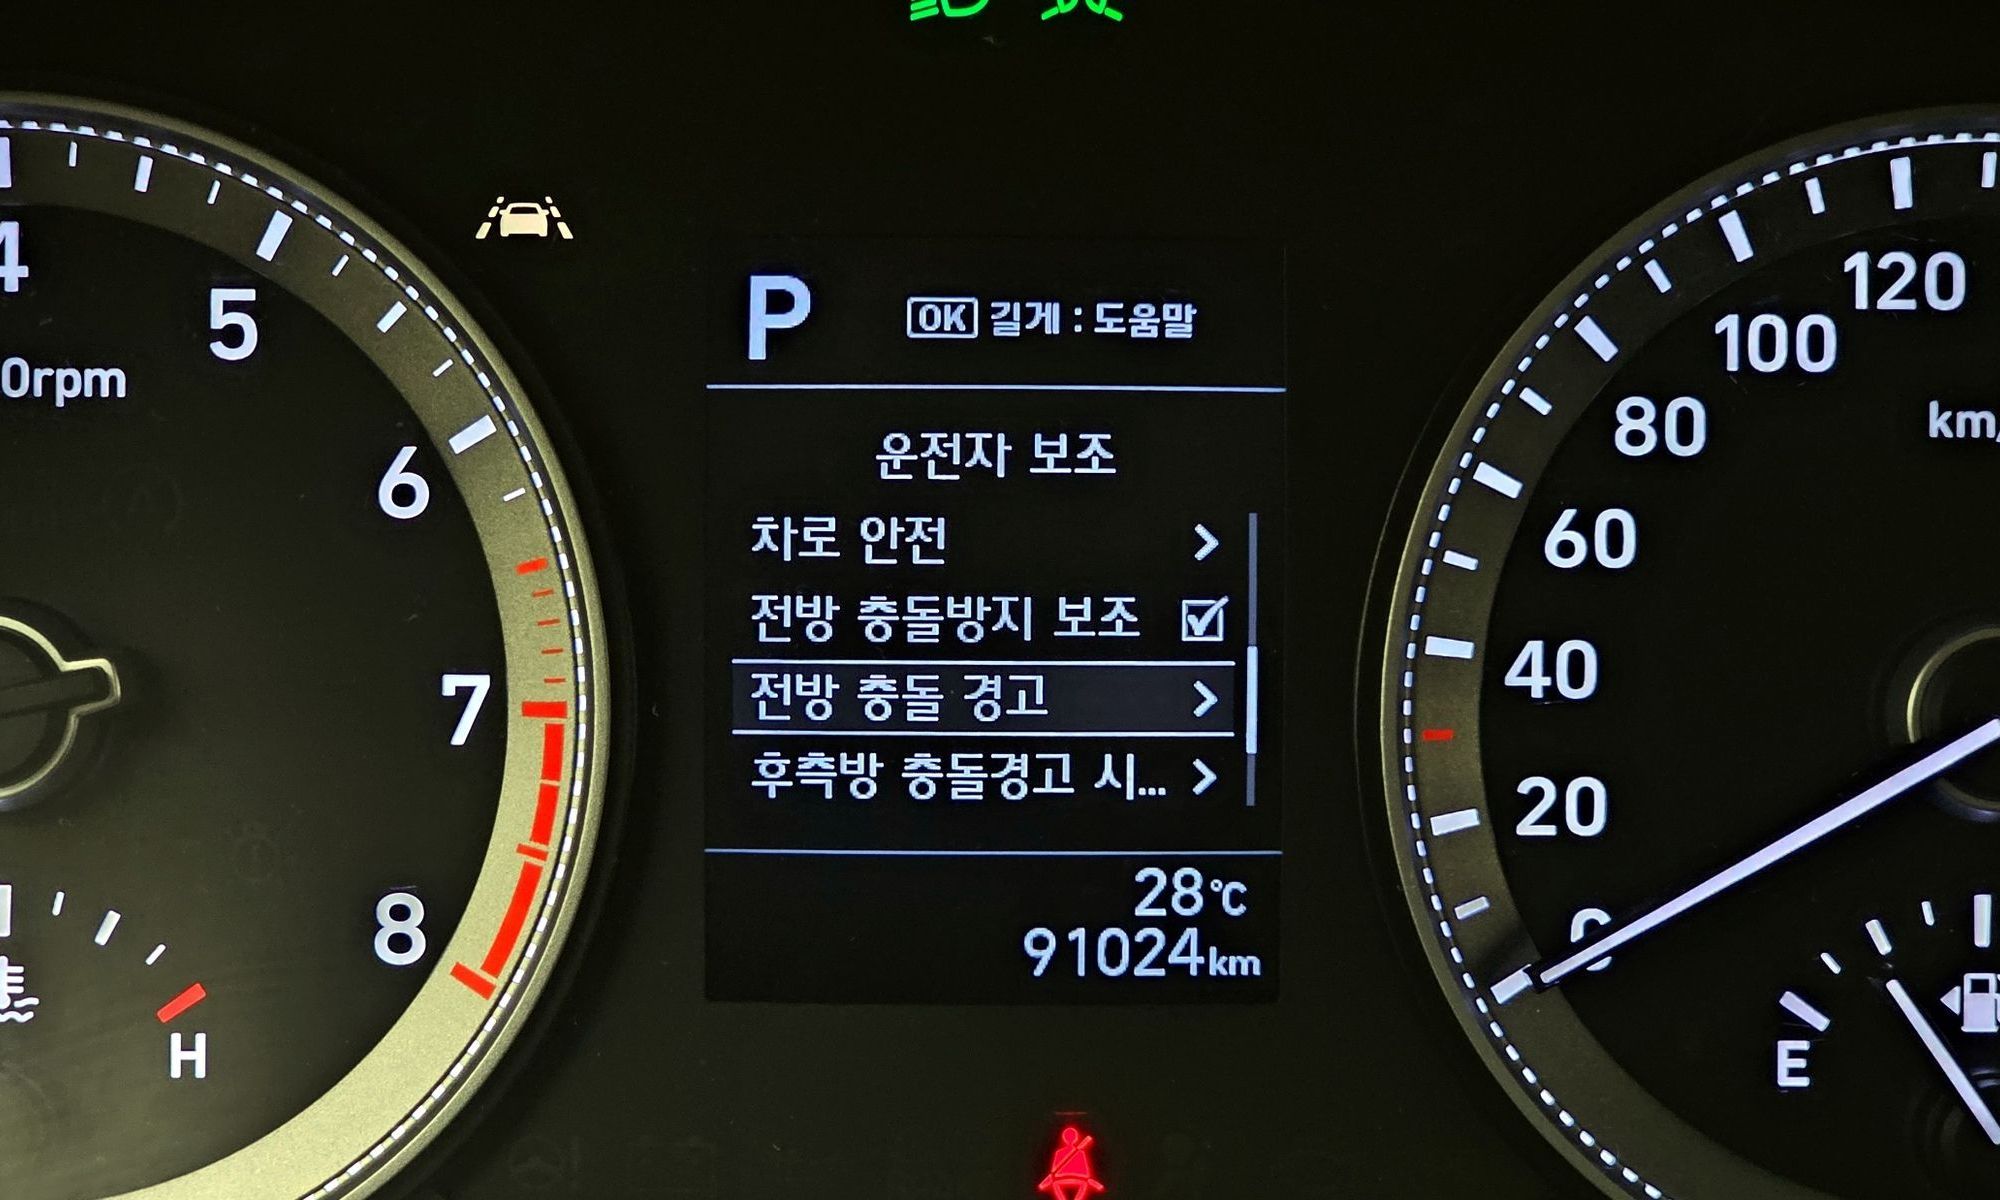 P
OK 길게 : 도움말
운전자 보조
차로 안전
전방 충돌방지 보조
전방 충돌 경고
후측방 충돌경고 시...
28℃
91024km
4
5
6
7
8
0rpm
H
120
100
80
60
40
20
0
km/
E